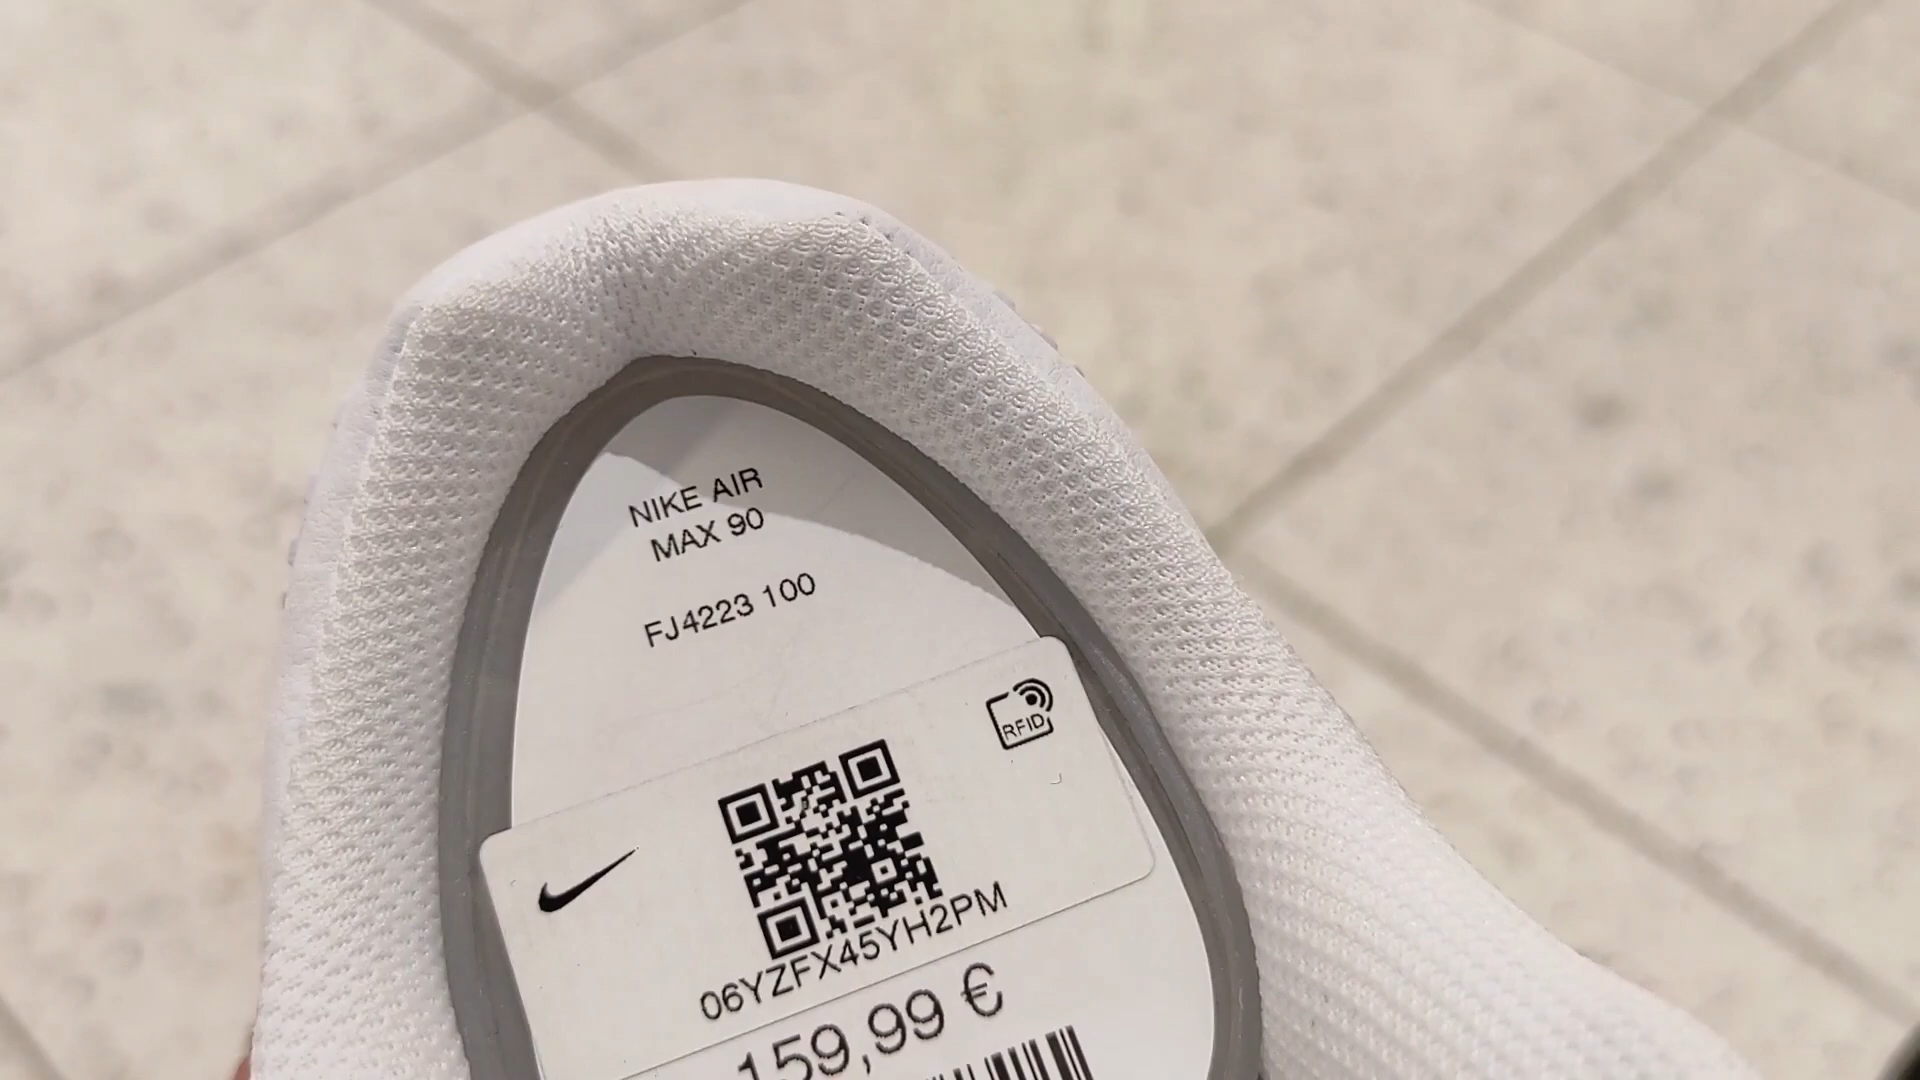 NIKE AIR
MAX 90
FJ4223 100
RFID
06YZFX45YH2PM
159,99 €